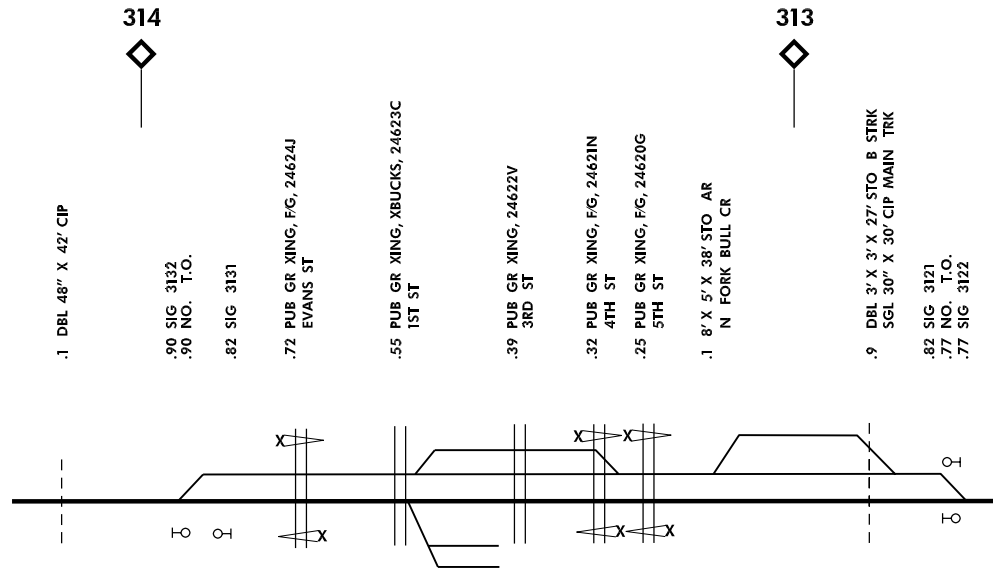 314
313
.1 DBL 48" X 42' CIP
.90 SIG 3132
.90 NO. T.O.
.82 SIG 3131
.72 PUB GR XING, F/G, 24624J
EVANS ST
.55 PUB GR XING, XBUCKS, 24623C
1ST ST
.39 PUB GR XING, 24622V
3RD ST
.32 PUB GR XING, F/G, 24621N
4TH ST
.25 PUB GR XING, F/G, 24620G
5TH ST
.1 8' X 5' X 38' STO AR
N FORK BULL CR
.9 DBL 3' X 3' X 27' STO B STRK
SGL 30" X 30' CIP MAIN TRK
.82 SIG 3121
.77 NO. T.O.
.77 SIG 3122
X
X
X
X
X
X